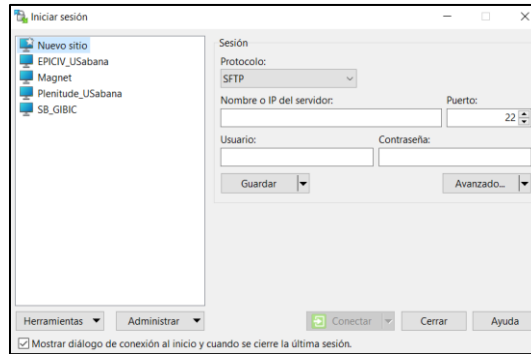 Iniciar sesión
Nuevo sitio
EPICIV_USabana
Magnet
Plenitude_USabana
SB_GIBIC
Sesión
Protocolo:
SFTP
Nombre o IP del servidor:
Puerto:
22
Usuario:
Contraseña:
Guardar
Avanzado...
Herramientas
Administrar
Conectar
Cerrar
Ayuda
Mostrar diálogo de conexión al inicio y cuando se cierre la última sesión.